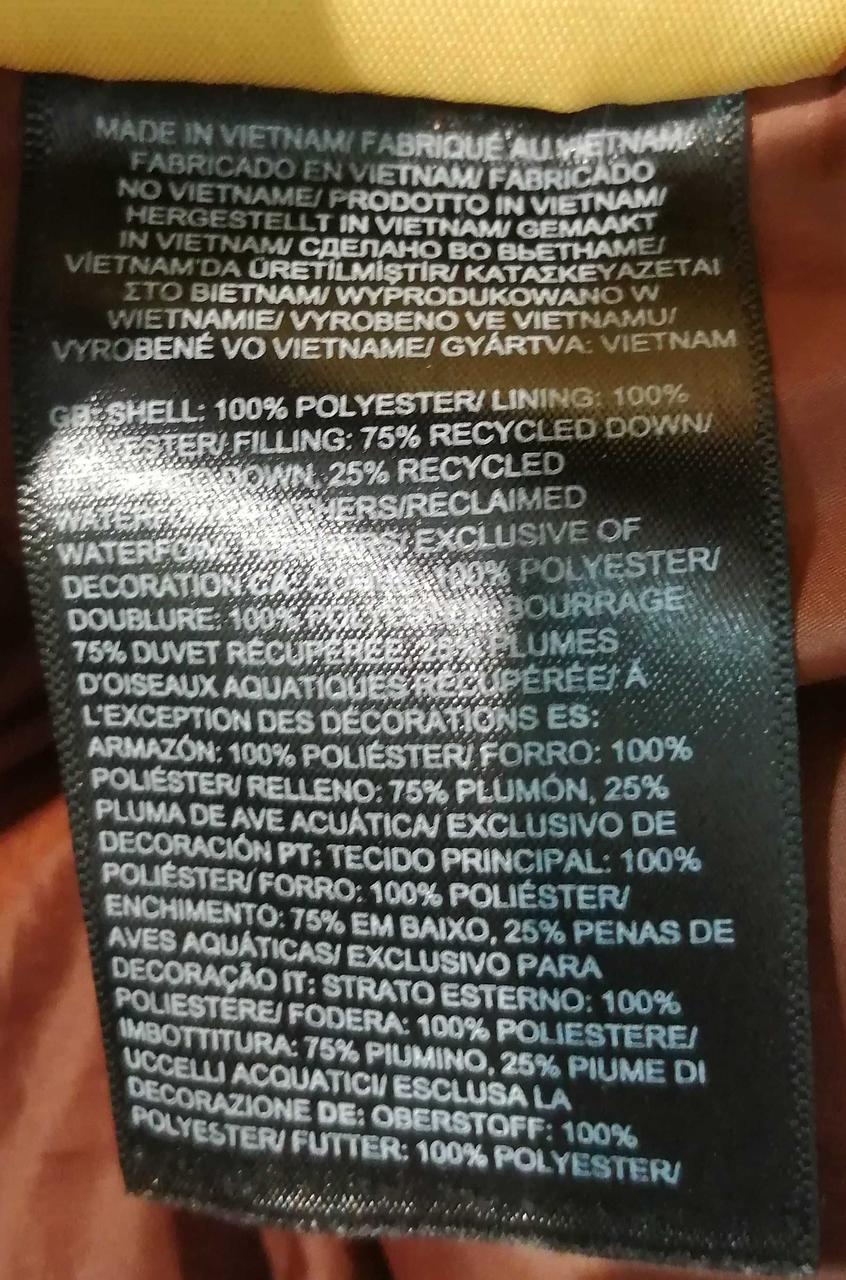 MADE IN VIETNAM/ FABRIQUÉ AU VIETNAM/
FABRICADO EN VIETNAM/ FABRICADO
NO VIETNAME/ PRODOTTO IN VIETNAM/
HERGESTELLT IN VIETNAM/ GEMAAKT
IN VIETNAM/ СДЕЛАНО ВО ВЬЕТНАМЕ/
VİETNAM'DA ÜRETİLMİŞTİR/ ΚΑΤΑΣΚΕΥΑΖΕΤΑΙ
ΣΤΟ ΒΙΕΤΝΑΜ/ WYPRODUKOWANO W
WIETNAMIE/ VYROBENO VE VIETNAMU/
VYROBENÉ VO VIETNAME/ GYÁRTVA: VIETNAM
GB: SHELL: 100% POLYESTER/ LINING: 100%
FILLING: 75% RECYCLED DOWN/
DOWN, 25% RECYCLED
FEATHERS/RECLAIMED
EXCLUSIVE OF
DECORATION 100% POLYESTER/
DOUBLURE: 100% BOURRAGE:
75% DUVET RÉCUPÉRÉE, 25% PLUMES
D'OISEAUX AQUATIQUES RÉCUPÉRÉE/ À
L'EXCEPTION DES DÉCORATIONS ES:
ARMAZÓN: 100% POLIÉSTER/ FORRO: 100%
POLIÉSTER/ RELLENO: 75% PLUMÓN, 25%
PLUMA DE AVE ACUÁTICA/ EXCLUSIVO DE
DECORACIÓN PT: TECIDO PRINCIPAL: 100%
POLIÉSTER/ FORRO: 100% POLIÉSTER/
ENCHIMENTO: 75% EM BAIXO, 25% PENAS DE
AVES AQUÁTICAS/ EXCLUSIVO PARA
DECORAÇÃO IT: STRATO ESTERNO: 100%
POLIESTERE/ FODERA: 100% POLIESTERE/
IMBOTTITURA: 75% PIUMINO, 25% PIUME DI
UCCELLI ACQUATICI/ ESCLUSA LA
DECORAZIONE DE: OBERSTOFF: 100%
POLYESTER/ FUTTER: 100% POLYESTER/